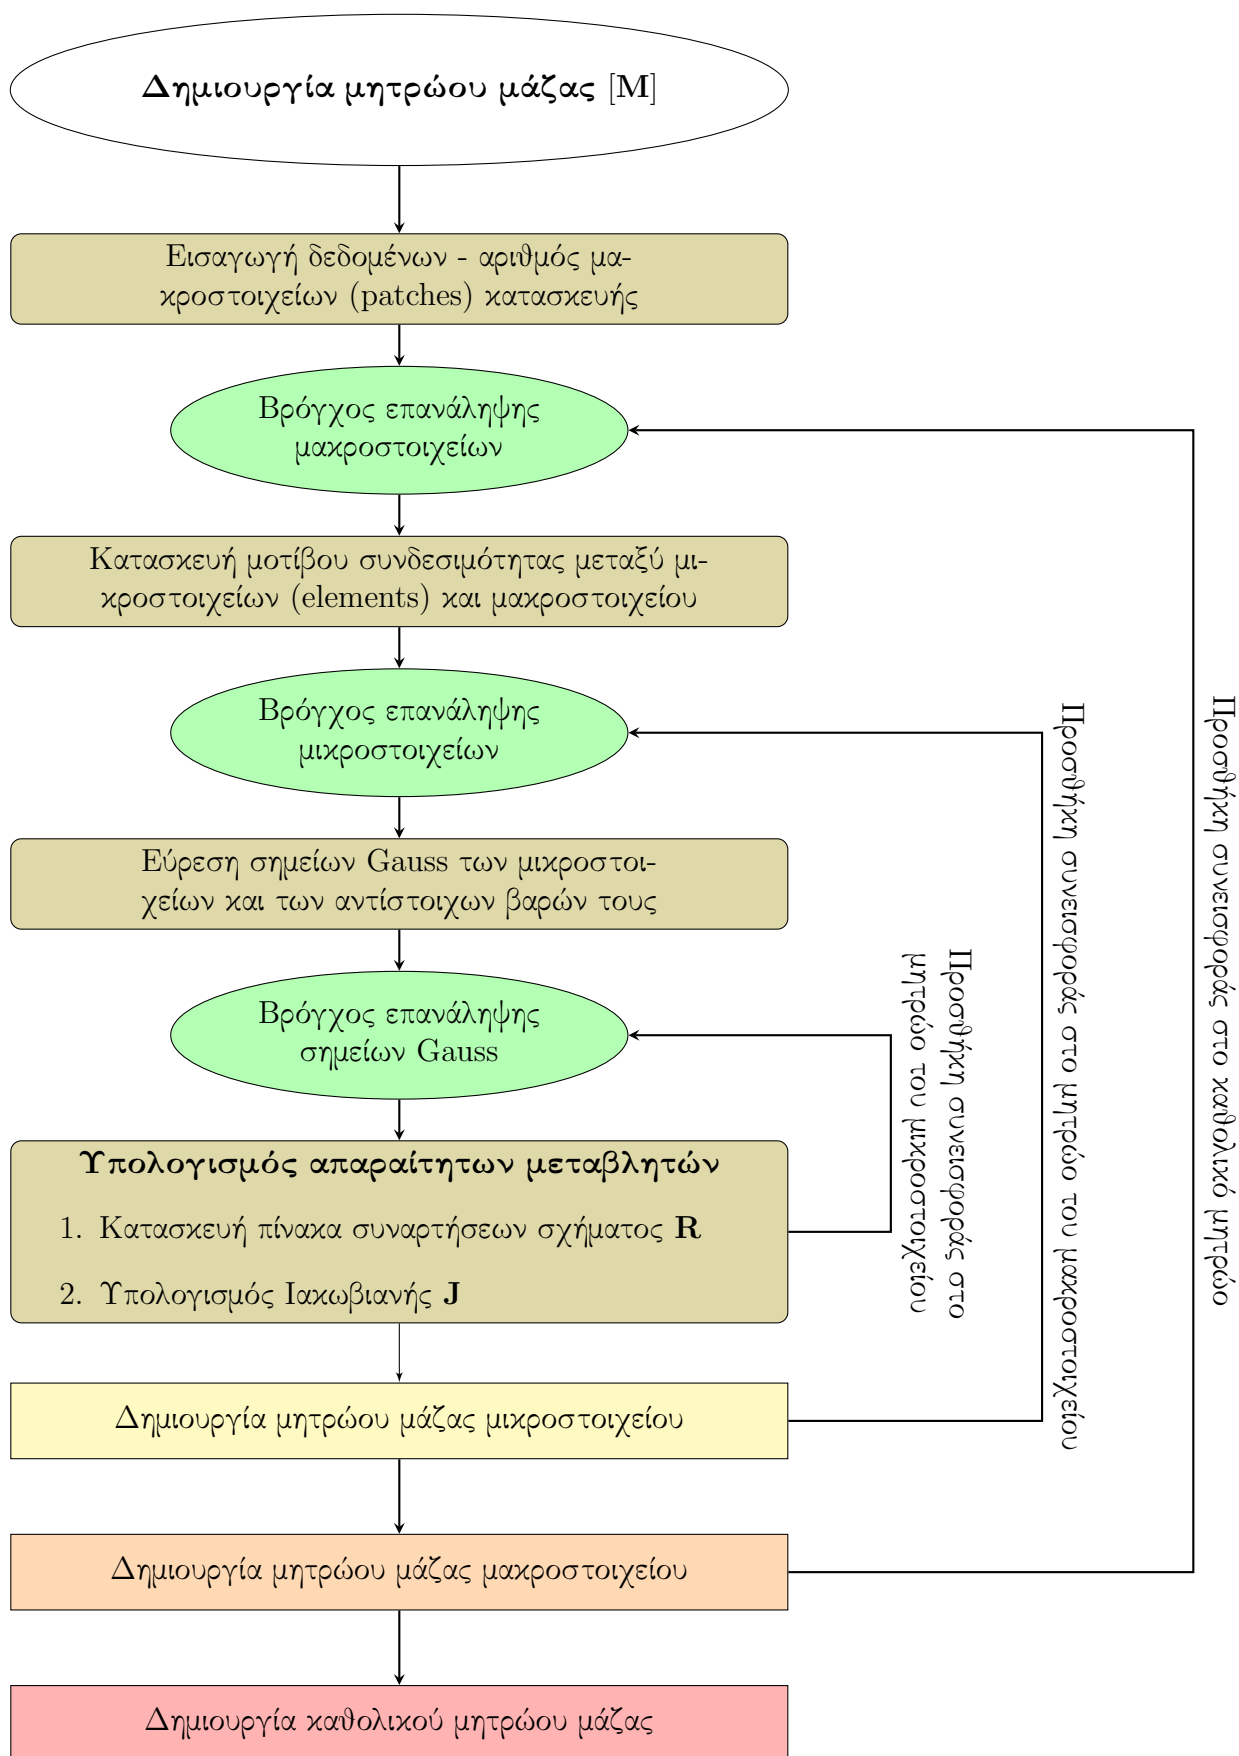 Δημιουργία μητρώου μάζας [M]
Εισαγωγή δεδομένων - αριθμός μα-
κροστοιχείων (patches) κατασκευής
Βρόγχος επανάληψης
μακροστοιχείων
Κατασκευή μοτίβου συνδεσιμότητας μεταξύ μι-
κροστοιχείων (elements) και μακροστοιχείου
Βρόγχος επανάληψης
μικροστοιχείων
Εύρεση σημείων Gauss των μικροστοι-
χείων και των αντίστοιχων βαρών τους
Βρόγχος επανάληψης
σημείων Gauss
Υπολογισμός απαραίτητων μεταβλητών
1. Κατασκευή πίνακα συναρτήσεων σχήματος R
2. Υπολογισμός Ιακωβιανής J
Δημιουργία μητρώου μάζας μικροστοιχείου
Δημιουργία μητρώου μάζας μακροστοιχείου
Δημιουργία καθολικού μητρώου μάζας
Προσθήκη συνεισφοράς στο
μητρώο του μικροστοιχείου
Προσθήκη συνεισφοράς στο μητρώο του μακροστοιχείου
Προσθήκη συνεισφοράς στο καθολικό μητρώο